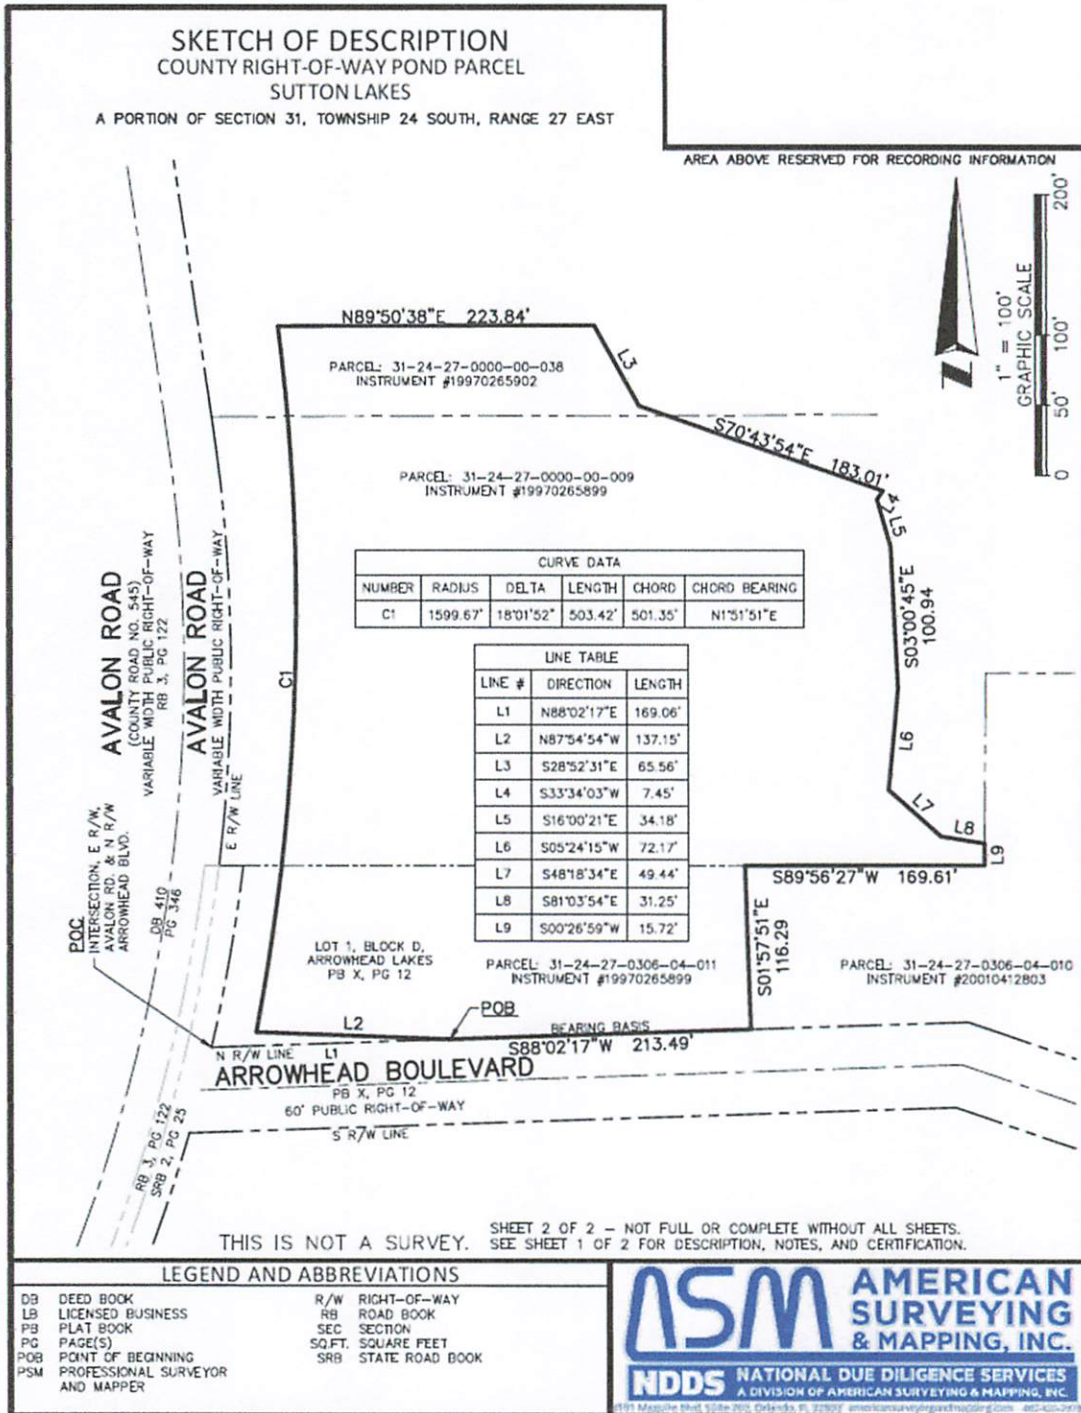 SKETCH OF DESCRIPTION
COUNTY RIGHT-OF-WAY POND PARCEL
SUTTON LAKES
A PORTION OF SECTION 31, TOWNSHIP 24 SOUTH, RANGE 27 EAST
AREA ABOVE RESERVED FOR RECORDING INFORMATION
1" = 100'
GRAPHIC SCALE
0 50' 100' 200'
N89°50'38"E 223.84'
L3
PARCEL: 31-24-27-0000-00-038
INSTRUMENT #19970265902
S70°43'54"E 183.01'
PARCEL: 31-24-27-0000-00-009
INSTRUMENT #19970265899
L5
CURVE DATA
NUMBER RADIUS DELTA LENGTH CHORD CHORD BEARING
C1 1599.67' 18°01'52" 503.42' 501.35' N1°51'51"E
S03°00'45"E
100.94
AVALON ROAD
(COUNTY ROAD NO. 545)
VARIABLE WIDTH PUBLIC RIGHT-OF-WAY
RB 3, PG 122
AVALON ROAD
VARIABLE WIDTH PUBLIC RIGHT-OF-WAY
C1
E R/W LINE
LINE TABLE
LINE # DIRECTION LENGTH
L1 N88°02'17"E 169.06'
L2 N87°54'54"W 137.15'
L3 S28°52'31"E 65.56'
L4 S33°34'03"W 7.45'
L5 S16°00'21"E 34.18'
L6 S05°24'15"W 72.17'
L7 S48°18'34"E 49.44'
L8 S81°03'54"E 31.25'
L9 S00°26'59"W 15.72'
L6
L7
L8
L9
S89°56'27"W 169.61'
POC
INTERSECTION, E R/W,
AVALON RD. & N R/W
ARROWHEAD BLVD.
DB 410
PG 346
LOT 1, BLOCK D,
ARROWHEAD LAKES
PB X, PG 12
PARCEL: 31-24-27-0306-04-011
INSTRUMENT #19970265899
S01°57'51"E
116.29
PARCEL: 31-24-27-0306-04-010
INSTRUMENT #20010412803
L2
POB
BEARING BASIS
S88°02'17"W 213.49'
N R/W LINE L1
ARROWHEAD BOULEVARD
PB X, PG 12
60' PUBLIC RIGHT-OF-WAY
S R/W LINE
RB 3, PG 122
SRB 2, PG 25
THIS IS NOT A SURVEY.
SHEET 2 OF 2 - NOT FULL OR COMPLETE WITHOUT ALL SHEETS.
SEE SHEET 1 OF 2 FOR DESCRIPTION, NOTES, AND CERTIFICATION.
LEGEND AND ABBREVIATIONS
DB DEED BOOK
LB LICENSED BUSINESS
PB PLAT BOOK
PG PAGE(S)
POB POINT OF BEGINNING
PSM PROFESSIONAL SURVEYOR
AND MAPPER
R/W RIGHT-OF-WAY
RB ROAD BOOK
SEC SECTION
SQ.FT. SQUARE FEET
SRB STATE ROAD BOOK
ASM
AMERICAN
SURVEYING
& MAPPING, INC.
NDDS
NATIONAL DUE DILIGENCE SERVICES
A DIVISION OF AMERICAN SURVEYING & MAPPING, INC.